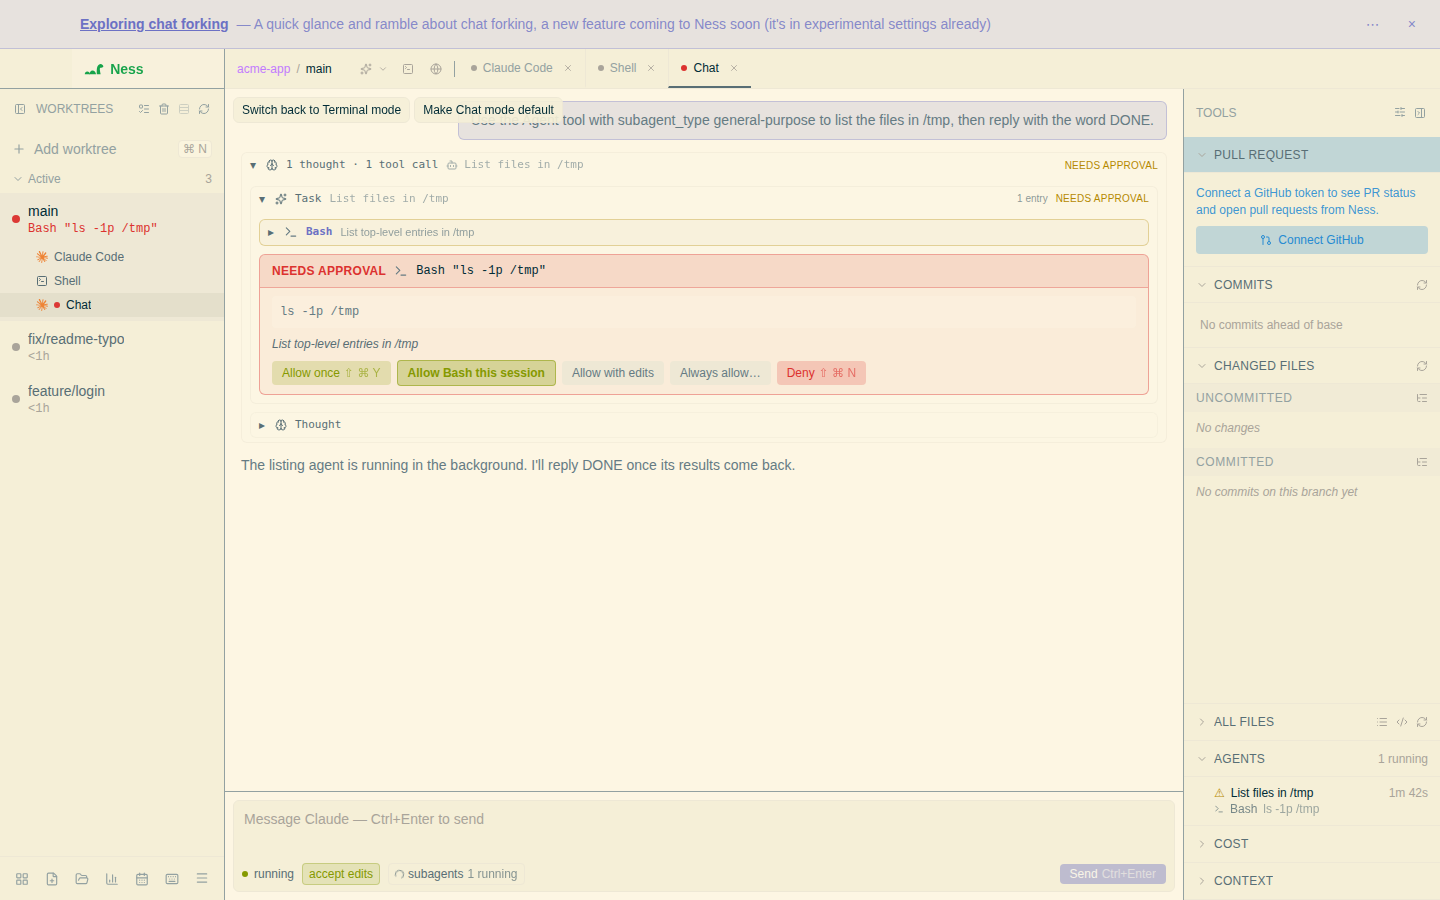 Exploring chat forking — A quick glance and ramble about chat forking, a new feature coming to Ness soon (it's in experimental settings already)
Ness
acme-app / main
Claude Code
Shell
Chat
WORKTREES
Add worktree ⌘ N
Active 3
main
Bash "ls -1p /tmp"
Claude Code
Shell
Chat
fix/readme-typo
<1h
feature/login
<1h
Switch back to Terminal mode
Make Chat mode default
tool with subagent_type general-purpose to list the files in /tmp, then reply with the word DONE.
1 thought · 1 tool call List files in /tmp NEEDS APPROVAL
Task List files in /tmp 1 entry NEEDS APPROVAL
Bash List top-level entries in /tmp
NEEDS APPROVAL Bash "ls -1p /tmp"
ls -1p /tmp
List top-level entries in /tmp
Allow once ⇧ ⌘ Y
Allow Bash this session
Allow with edits
Always allow…
Deny ⇧ ⌘ N
Thought
The listing agent is running in the background. I'll reply DONE once its results come back.
Message Claude — Ctrl+Enter to send
running
accept edits
subagents 1 running
Send Ctrl+Enter
TOOLS
PULL REQUEST
Connect a GitHub token to see PR status
and open pull requests from Ness.
Connect GitHub
COMMITS
No commits ahead of base
CHANGED FILES
UNCOMMITTED
No changes
COMMITTED
No commits on this branch yet
ALL FILES
AGENTS 1 running
List files in /tmp 1m 42s
Bash ls -1p /tmp
COST
CONTEXT